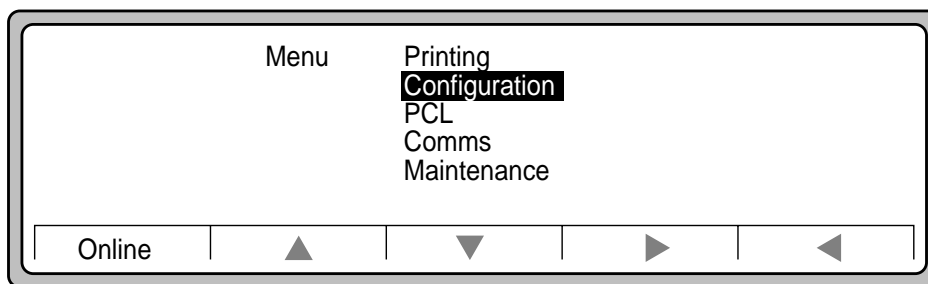 Menu Printing
Configuration
PCL
Comms
Maintenance
Online